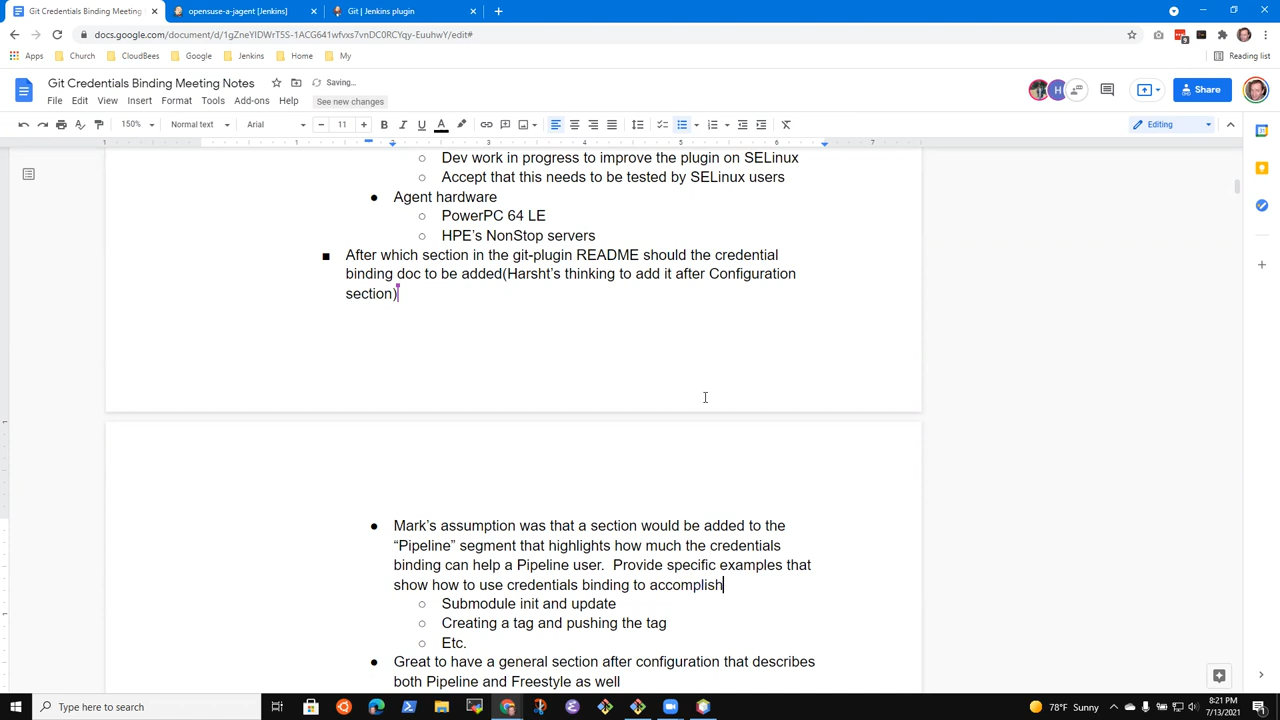 Git Credentials Binding Meeting
opensuse-a-jagent [Jenkins]
Git | Jenkins plugin
docs.google.com/document/d/1gZneYlDWrTSS-1ACG641wfvxs7vnDC0RCYqy-EuuhwY/edit#
Apps
Church
CloudBees
Google
Jenkins
Home
My
Reading list
Git Credentials Binding Meeting Notes
Saving...
File Edit View Insert Format Tools Add-ons Help
See new changes
Share
150%
Normal text
Arial
11
Editing
Dev work in progress to improve the plugin on SELinux
Accept that this needs to be tested by SELinux users
Agent hardware
PowerPC 64 LE
HPE’s NonStop servers
After which section in the git-plugin README should the credential
binding doc to be added(Harsht’s thinking to add it after Configuration
section)
Mark’s assumption was that a section would be added to the
“Pipeline” segment that highlights how much the credentials
binding can help a Pipeline user. Provide specific examples that
show how to use credentials binding to accomplish
Submodule init and update
Creating a tag and pushing the tag
Etc.
Great to have a general section after configuration that describes
both Pipeline and Freestyle as well
Type here to search
78°F Sunny
8:21 PM
7/13/2021